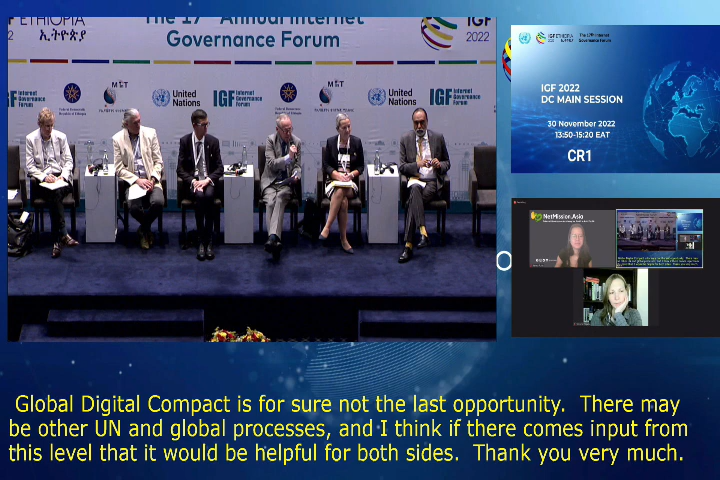 The 17th Annual Internet
Governance Forum
ETHIOPIA
ኢትዮጵያ
2
IGF
2022
IGF Internet Governance Forum
United Nations
IGF Internet Governance Forum
United Nations
IGF Internet Governance Forum
IGF 2022
DC MAIN SESSION
30 November 2022
13:50-15:20 EAT
CR1
NetMission.Asia
Global Digital Compact is for sure not the last opportunity. There may
be other UN and global processes, and I think if there comes input from
this level that it would be helpful for both sides. Thank you very much.